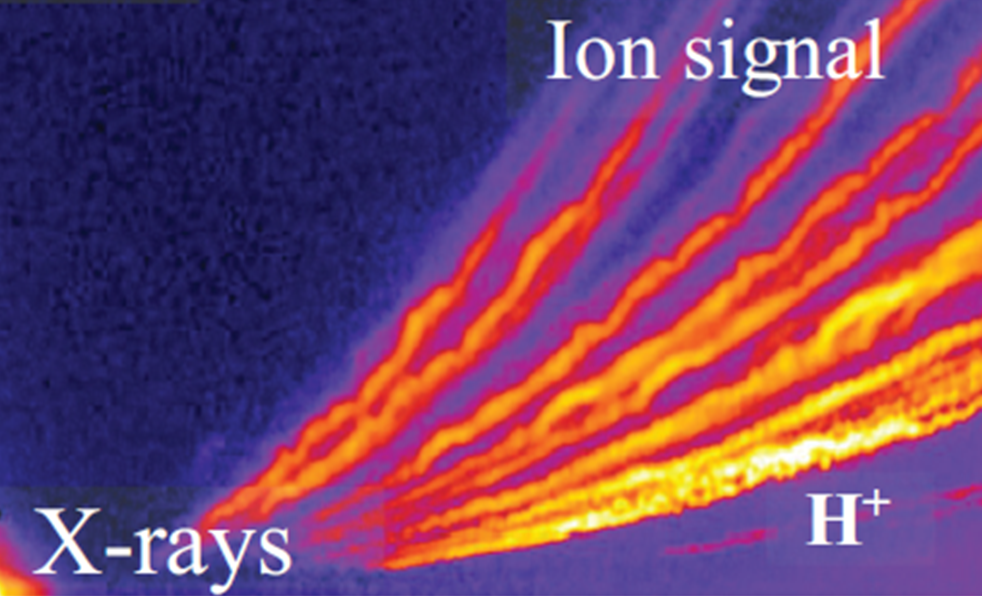 Ion signal
X-rays
H⁺